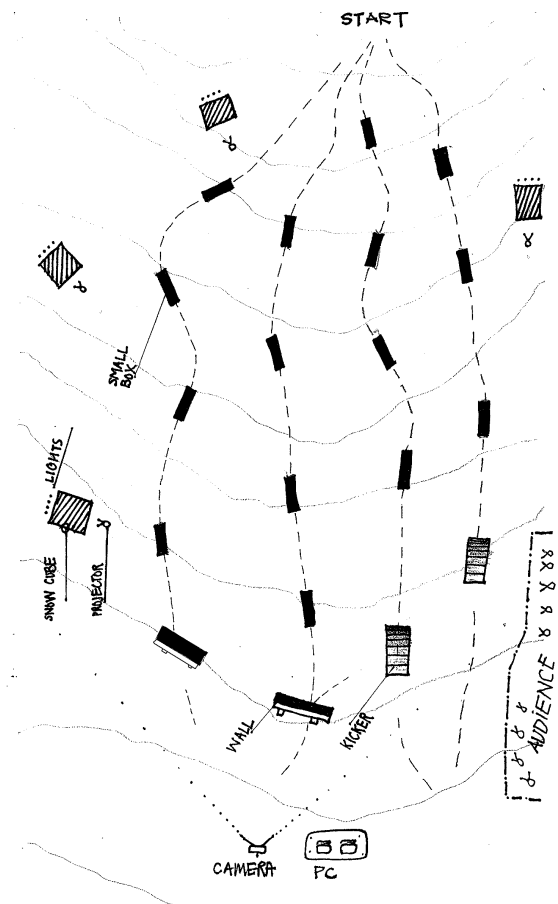 START
SMALL
BOX
LIGHTS
SNOW CUBE
PROJECTOR
WALL
KICKER
AUDIENCE
CAMERA
PC